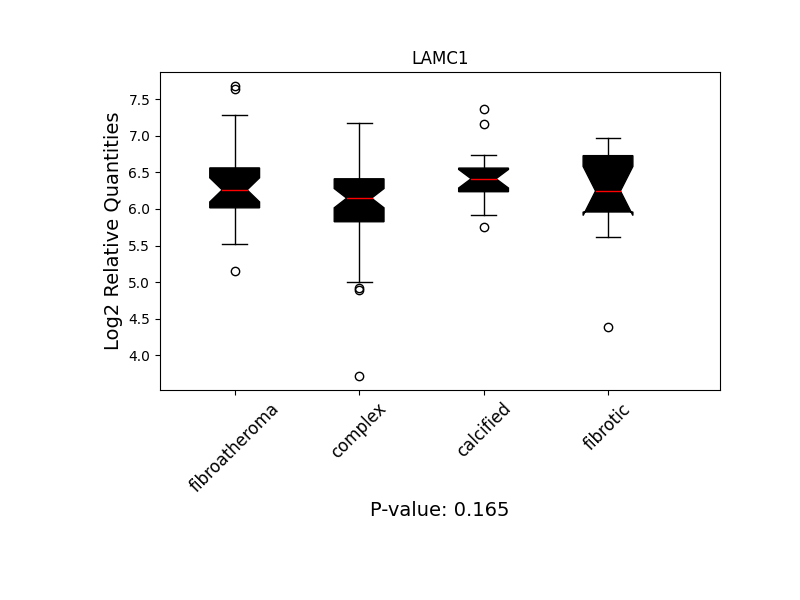 LAMC1
Log2 Relative Quantities
7.5
7.0
6.5
6.0
5.5
5.0
4.5
4.0
fibroatheroma
complex
calcified
fibrotic
P-value: 0.165